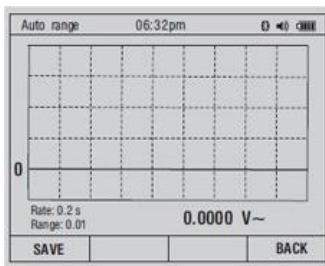 Auto range 06:32pm
0
Rate: 0.2 s
Range: 0.01
0.0000 V~
SAVE BACK